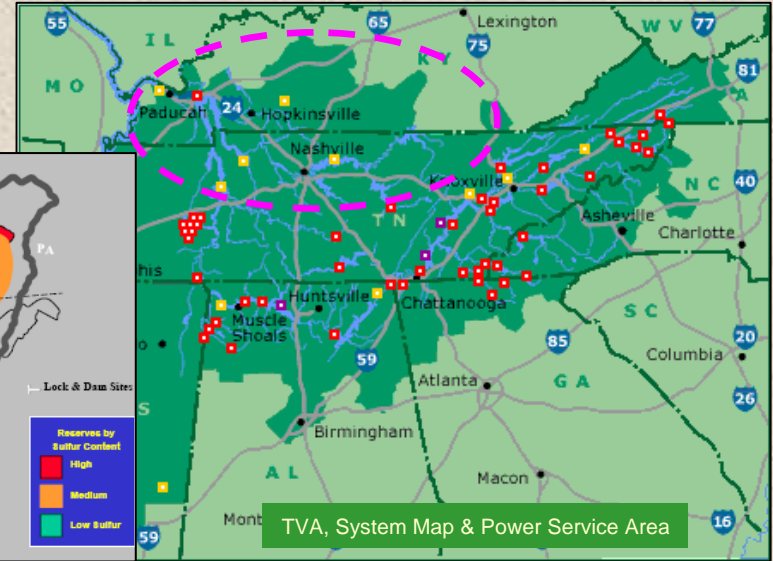 55
I L
65
Lexington
W V
77
K Y
75
M O
81
Paducah
24
Hopkinsville
A
Nashville
Knoxville
N C
40
PA
T N
Asheville
Charlotte
his
Huntsville
Chattanooga
Muscle
Shoals
S C
o
85
20
59
Columbia
Lock & Dam Sites
Atlanta
G A
26
S
Reserves by
Sulfur Content
High
Birmingham
Medium
A L
Macon
Low Sulfur
Mont
TVA, System Map & Power Service Area
16
59